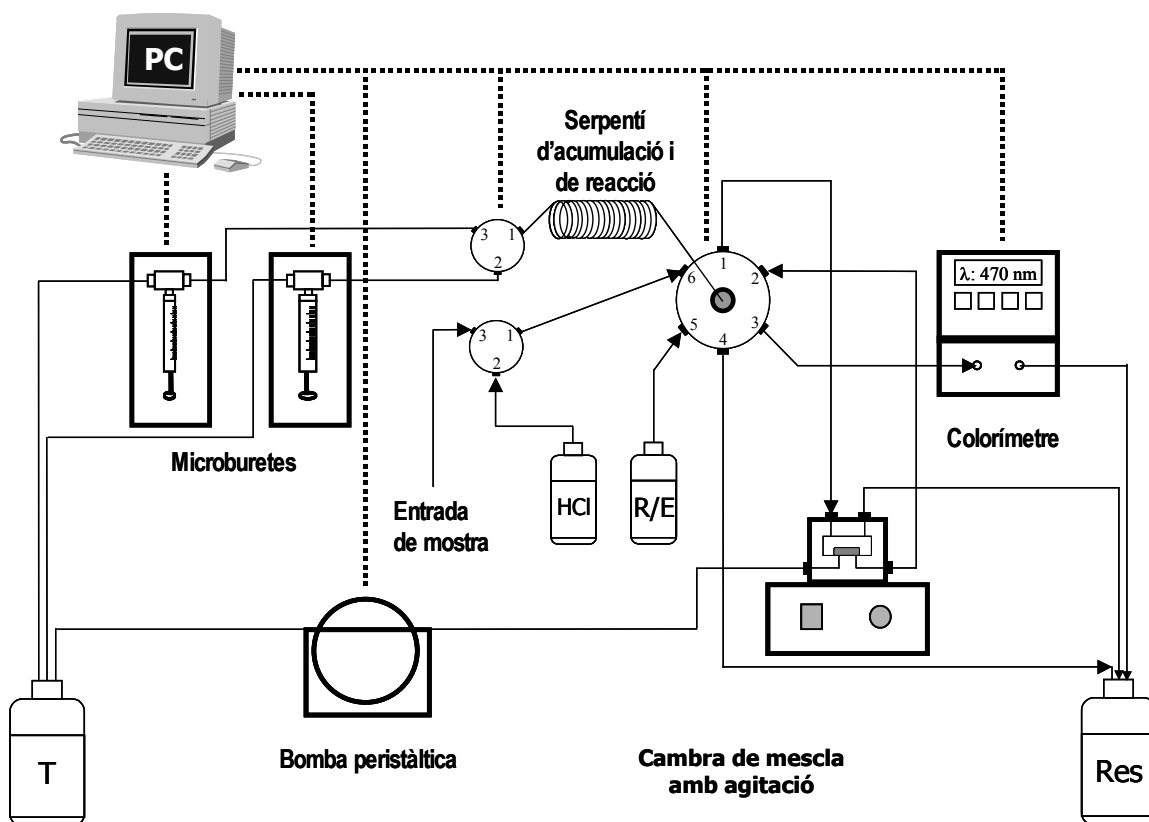 PC
Serpentí
d'acumulació i
de reacció
3 1
2
1
6 2
5 3
4
λ: 470 nm
3 1
2
Microburetes
Colorímetre
Entrada
de mostra
HCl
R/E
T
Bomba peristàltica
Cambra de mescla
amb agitació
Res